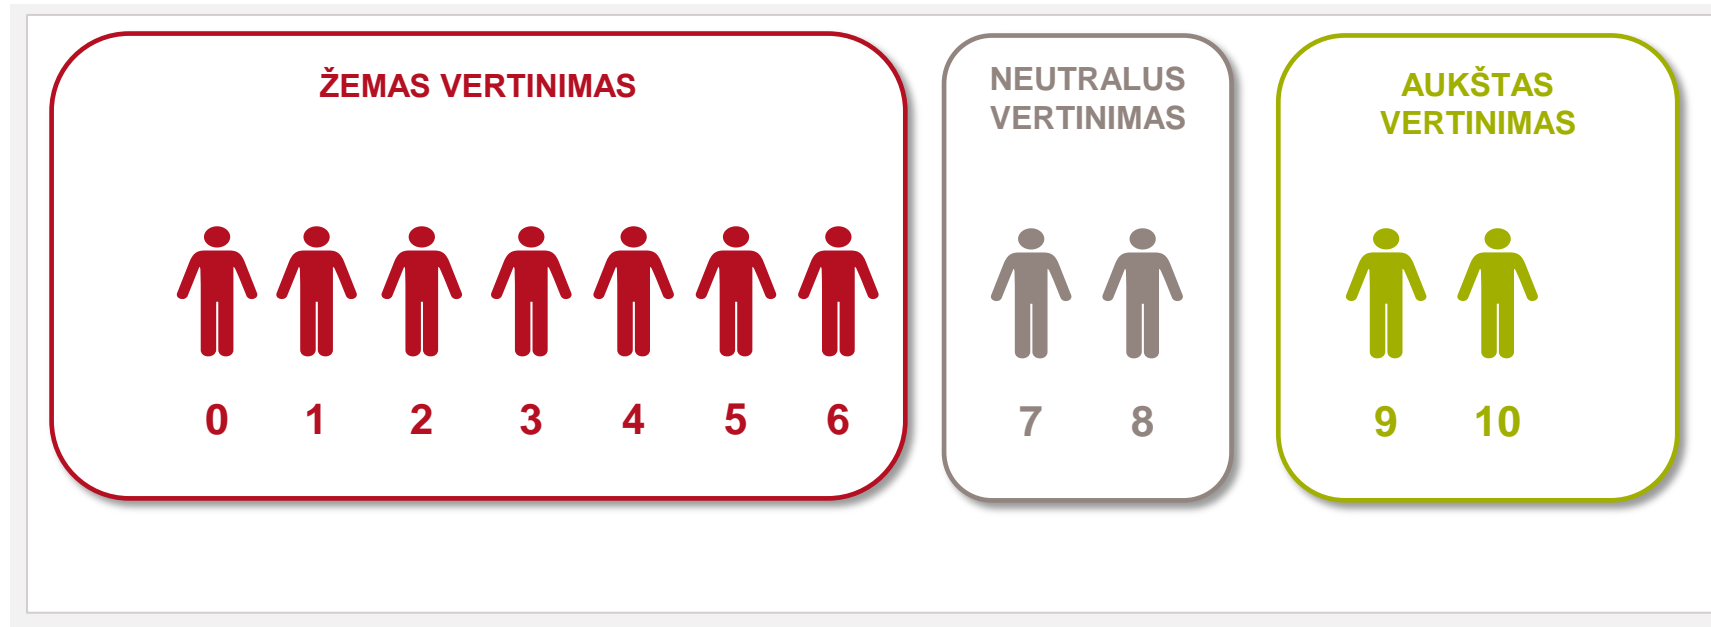 ŽEMAS VERTINIMAS
0 1 2 3 4 5 6
NEUTRALUS
VERTINIMAS
7 8
AUKŠTAS
VERTINIMAS
9 10